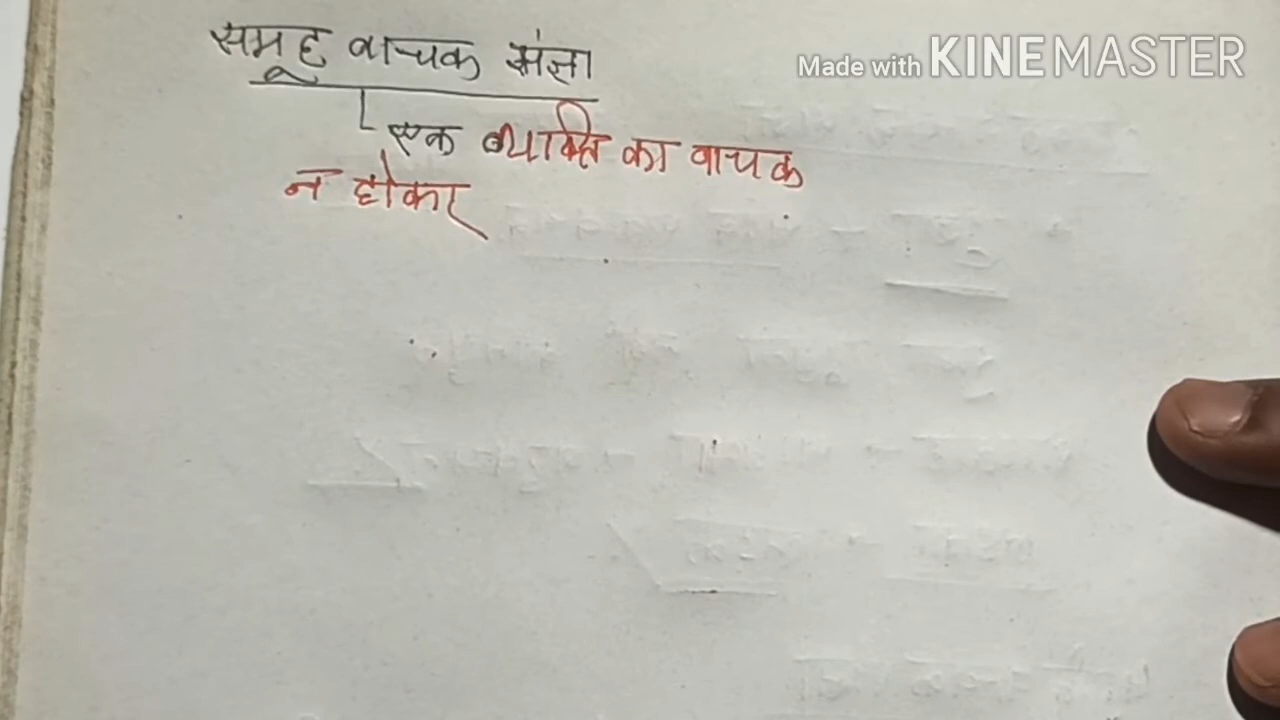 समूह वाचक संज्ञा
Made with KINEMASTER
एक व्यक्ति का वाचक
न होकर